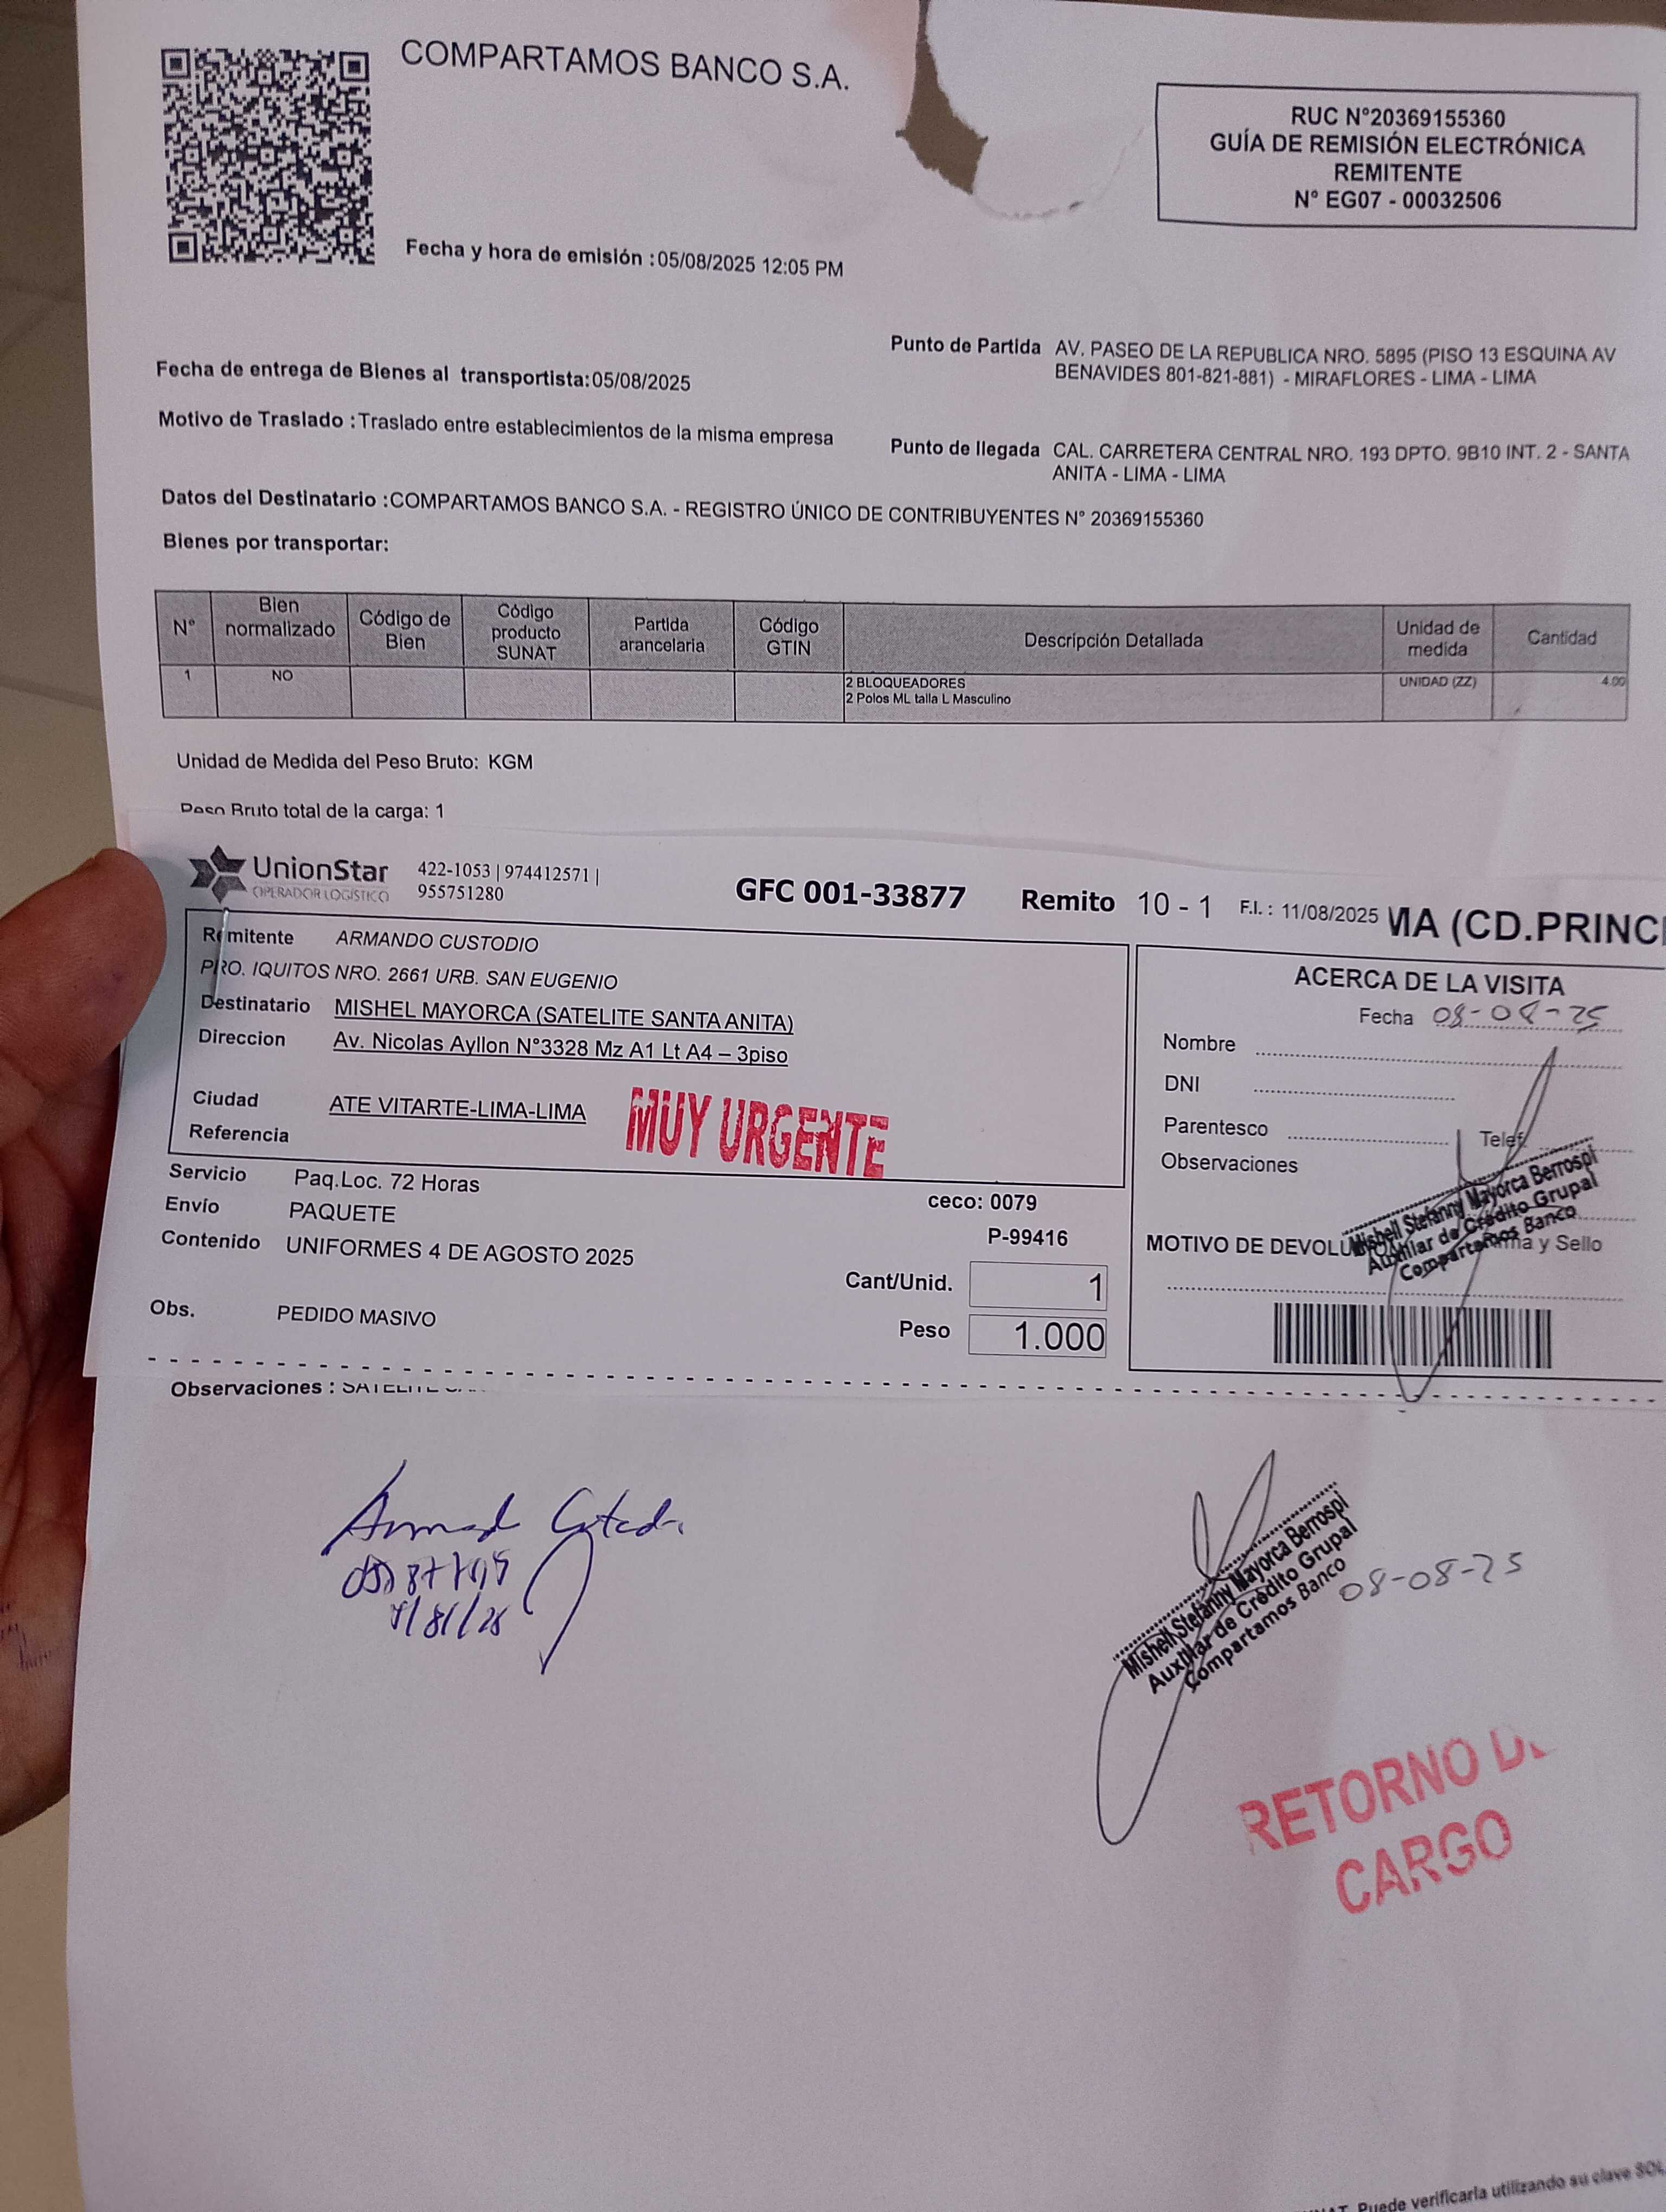 COMPARTAMOS BANCO S.A.
RUC N°20369155360
GUÍA DE REMISIÓN ELECTRÓNICA
REMITENTE
N° EG07 - 00032506
Fecha y hora de emisión :05/08/2025 12:05 PM
Fecha de entrega de Bienes al transportista:05/08/2025
Motivo de Traslado :Traslado entre establecimientos de la misma empresa
Punto de Partida AV. PASEO DE LA REPUBLICA NRO. 5895 (PISO 13 ESQUINA AV
BENAVIDES 801-821-881) - MIRAFLORES - LIMA - LIMA
Punto de llegada CAL. CARRETERA CENTRAL NRO. 193 DPTO. 9B10 INT. 2 - SANTA
ANITA - LIMA - LIMA
Datos del Destinatario :COMPARTAMOS BANCO S.A. - REGISTRO ÚNICO DE CONTRIBUYENTES N° 20369155360
Bienes por transportar:
N° Bien normalizado Código de Bien Código producto SUNAT Partida arancelaria Código GTIN Descripción Detallada Unidad de medida Cantidad
1 NO 2 BLOQUEADORES UNIDAD (ZZ) 4.00
2 Polos ML talla L Masculino
Unidad de Medida del Peso Bruto: KGM
Peso Bruto total de la carga: 1
UnionStar
OPERADOR LOGÍSTICO
422-1053 | 974412571 |
955751280
GFC 001-33877 Remito 10 - 1 F.I. : 11/08/2025 MA (CD.PRINCI
Remitente ARMANDO CUSTODIO
PRO. IQUITOS NRO. 2661 URB. SAN EUGENIO
Destinatario MISHEL MAYORCA (SATELITE SANTA ANITA)
Direccion Av. Nicolas Ayllon N°3328 Mz A1 Lt A4 – 3piso
Ciudad ATE VITARTE-LIMA-LIMA
Referencia
MUY URGENTE
Servicio Paq.Loc. 72 Horas
Envío PAQUETE
Contenido UNIFORMES 4 DE AGOSTO 2025
Obs. PEDIDO MASIVO
ceco: 0079
P-99416
Cant/Unid. 1
Peso 1.000
ACERCA DE LA VISITA
Fecha 08-08-25
Nombre
DNI
Parentesco Telef.
Observaciones
Mishell Stefanny Mayorca Berrospi
Auxiliar de Crédito Grupal
Compartamos Banco
MOTIVO DE DEVOLU Firma y Sello
Observaciones : SATELITE
Mishell Stefanny Mayorca Berrospi
Auxiliar de Crédito Grupal
Compartamos Banco
08-08-25
RETORNO DE
CARGO
Puede verificarla utilizando su clave SOL